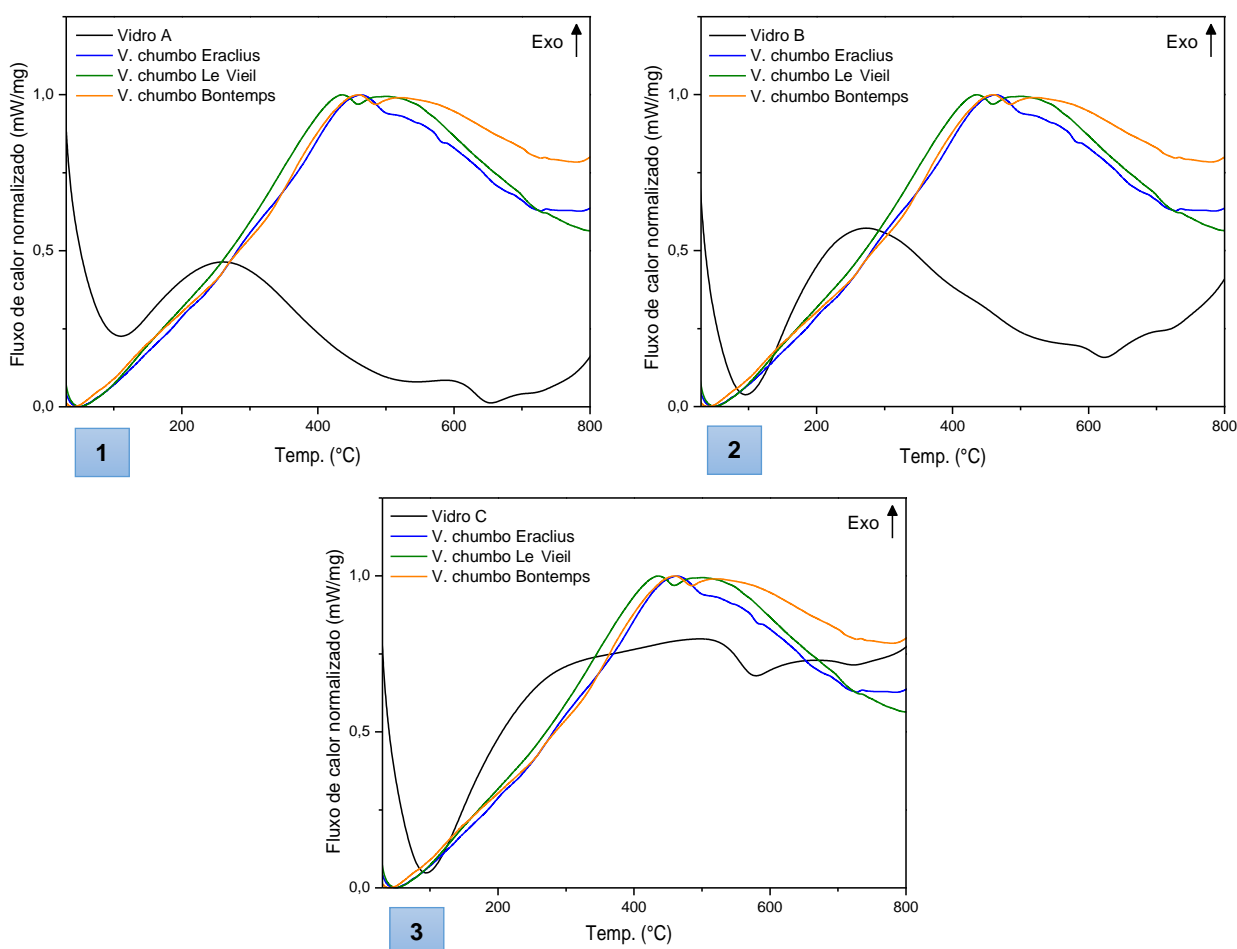 Vidro A
V. chumbo Eraclius
V. chumbo Le Vieil
V. chumbo Bontemps
Exo
Fluxo de calor normalizado (mW/mg)
1,0
0,5
0,0
200
400
600
800
Temp. (°C)
1
Vidro B
V. chumbo Eraclius
V. chumbo Le Vieil
V. chumbo Bontemps
Exo
Fluxo de calor normalizado (mW/mg)
1,0
0,5
0,0
200
400
600
800
Temp. (°C)
2
Vidro C
V. chumbo Eraclius
V. chumbo Le Vieil
V. chumbo Bontemps
Exo
Fluxo de calor normalizado (mW/mg)
1,0
0,5
0,0
200
400
600
800
Temp. (°C)
3